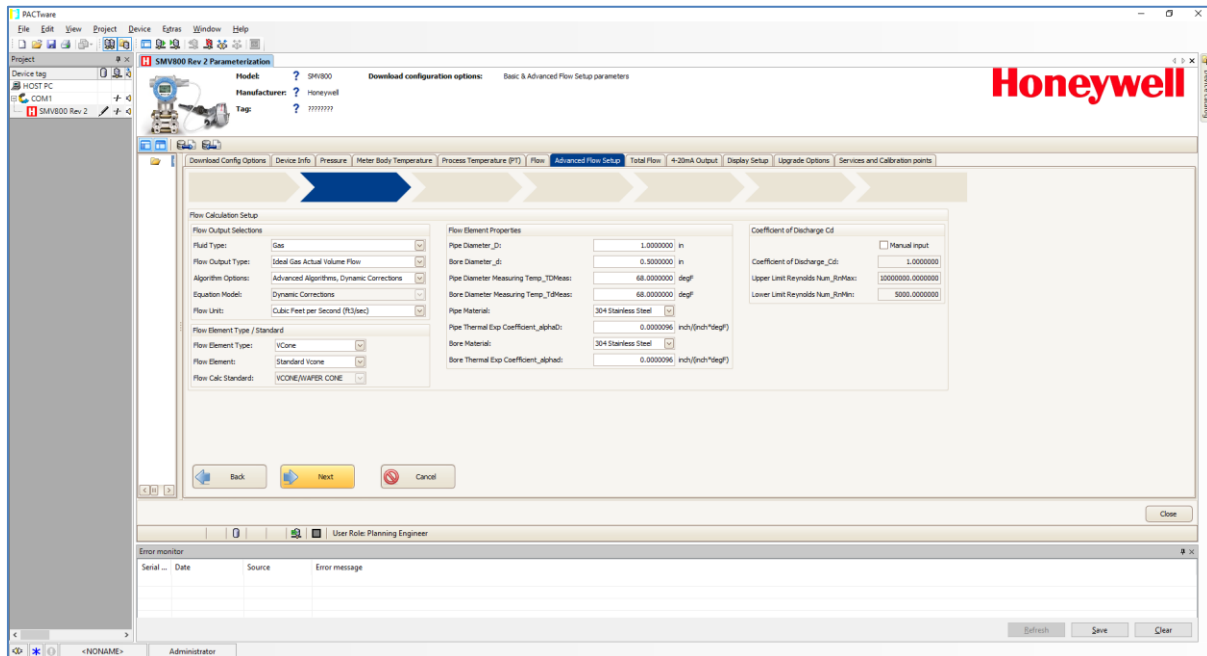 PACTware
File Edit View Project Device Extras Window Help
Project
SMV800 Rev 2 Parameterization
Device tag
HOST PC
COM1
SMV800 Rev 2
Model: ? SMV800 Download configuration options: Basic & Advanced Flow Setup parameters
Manufacturer: ? Honeywell
Tag: ? ????????
Honeywell
Download Config Options Device Info Pressure Meter Body Temperature Process Temperature (PT) Flow Advanced Flow Setup Total Flow 4-20mA Output Display Setup Upgrade Options Services and Calibration points
Flow Calculation Setup
Flow Output Selections
Fluid Type: Gas
Flow Output Type: Ideal Gas Actual Volume Flow
Algorithm Options: Advanced Algorithms, Dynamic Corrections
Equation Model: Dynamic Corrections
Flow Unit: Cubic Feet per Second (ft3/sec)
Flow Element Type / Standard
Flow Element Type: VCone
Flow Element: Standard Vcone
Flow Calc Standard: VCONE/WAFER CONE
Flow Element Properties
Pipe Diameter_D: 1.0000000 in
Bore Diameter_d: 0.5000000 in
Pipe Diameter Measuring Temp_TDMeas: 68.0000000 degF
Bore Diameter Measuring Temp_TdMeas: 68.0000000 degF
Pipe Material: 304 Stainless Steel
Pipe Thermal Exp Coefficient_alphaD: 0.0000096 inch/(inch*degF)
Bore Material: 304 Stainless Steel
Bore Thermal Exp Coefficient_alphad: 0.0000096 inch/(inch*degF)
Coefficient of Discharge Cd
Manual input
Coefficient of Discharge_Cd: 1.0000000
Upper Limit Reynolds Num_RnMax: 10000000.0000000
Lower Limit Reynolds Num_RnMin: 5000.0000000
Back Next Cancel
Close
User Role: Planning Engineer
Error monitor
Serial ... Date Source Error message
Refresh Save Clear
<NONAME> Administrator